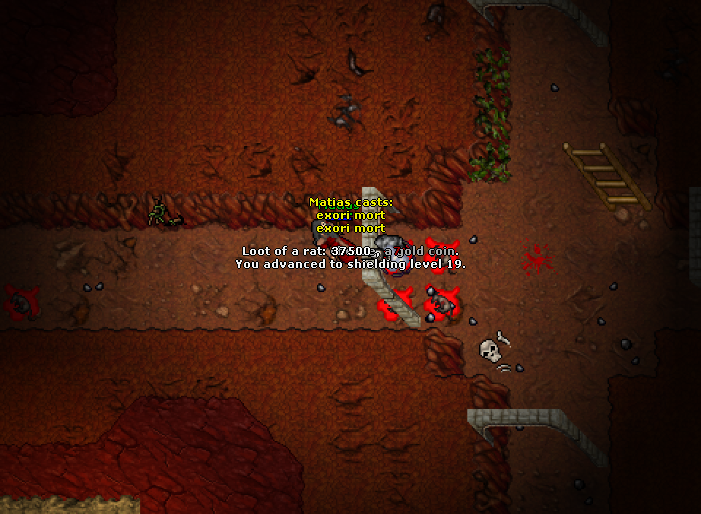 Matias casts:
exori mort
exori mort
Loot of a rat: 37500, a gold coin.
You advanced to shielding level 19.